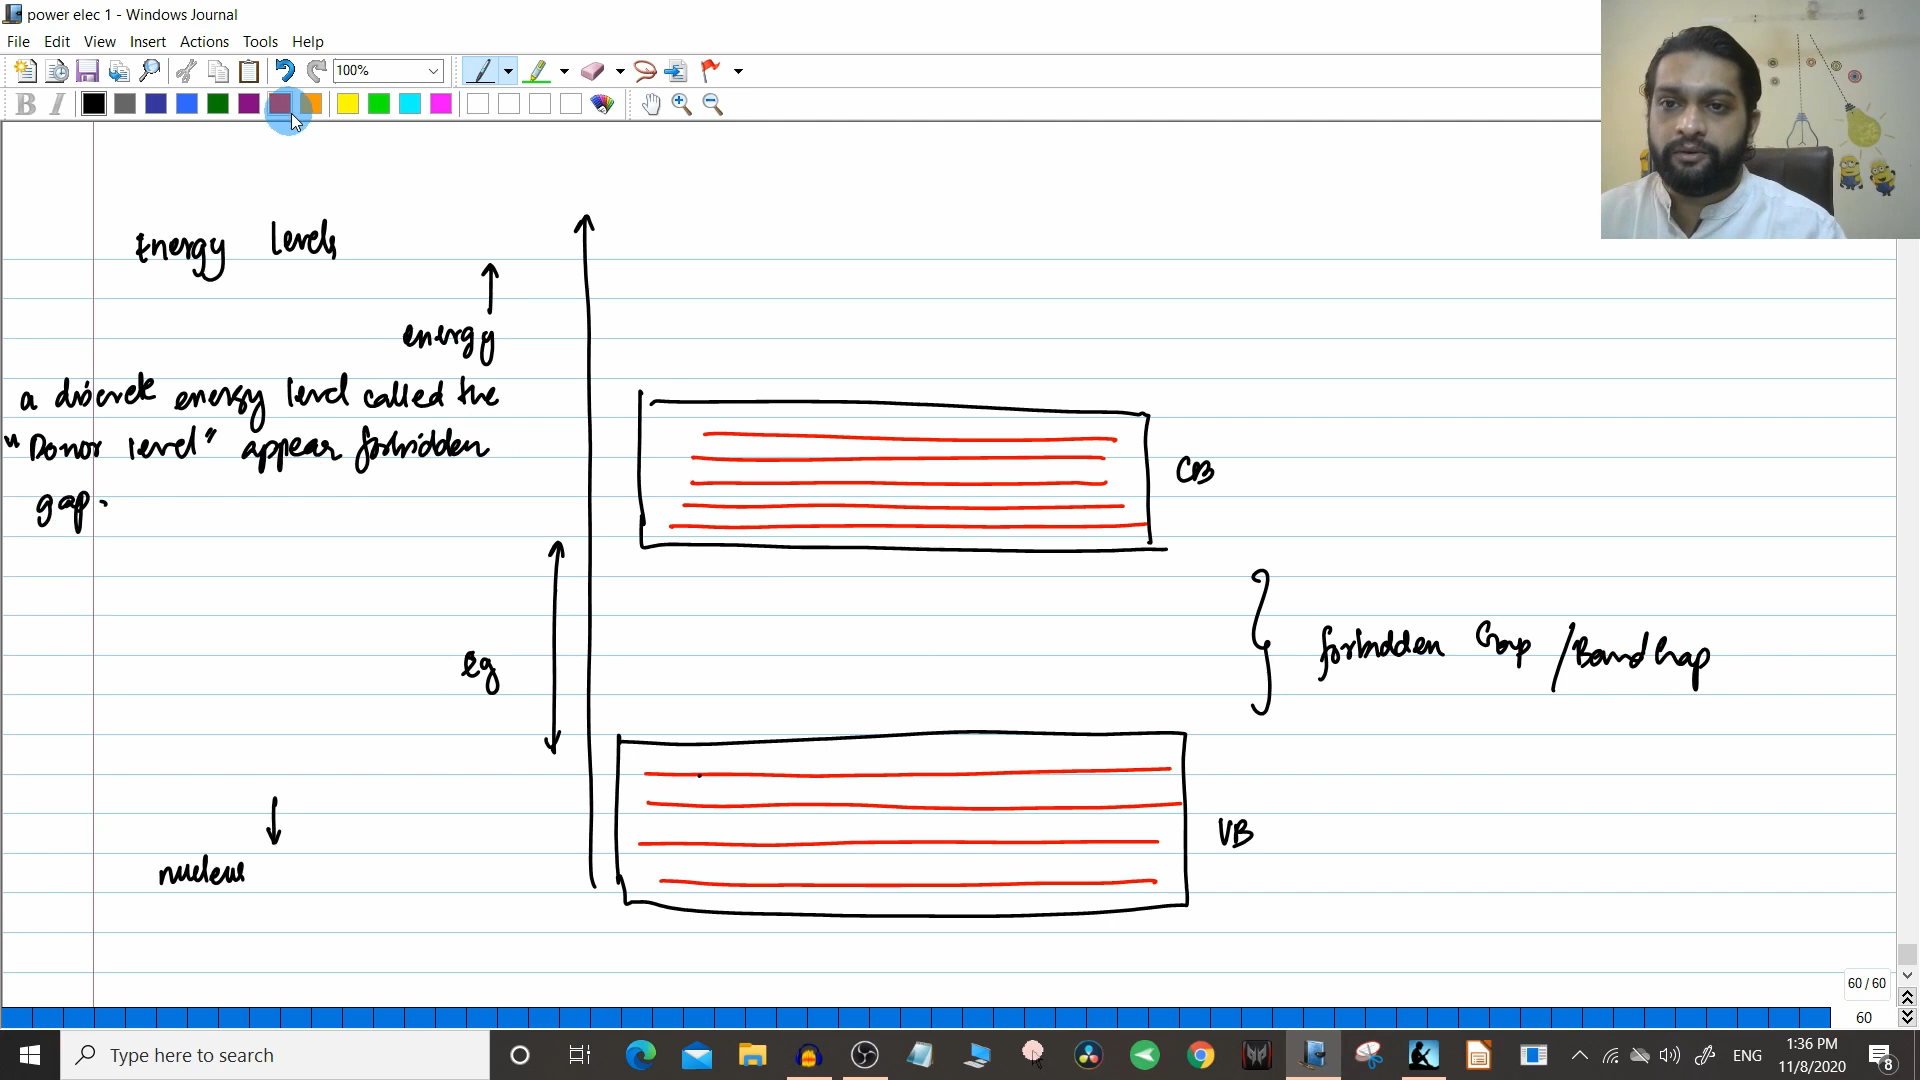 power elec 1 - Windows Journal
File Edit View Insert Actions Tools Help
100%
B I
Energy levels
energy
a discrete energy level called the
"Donor level" appear forbidden
gap.
CB
Eg
forbidden Gap / Band Gap
VB
nucleus
60 / 60
60
Type here to search
ENG
1:36 PM
11/8/2020
8